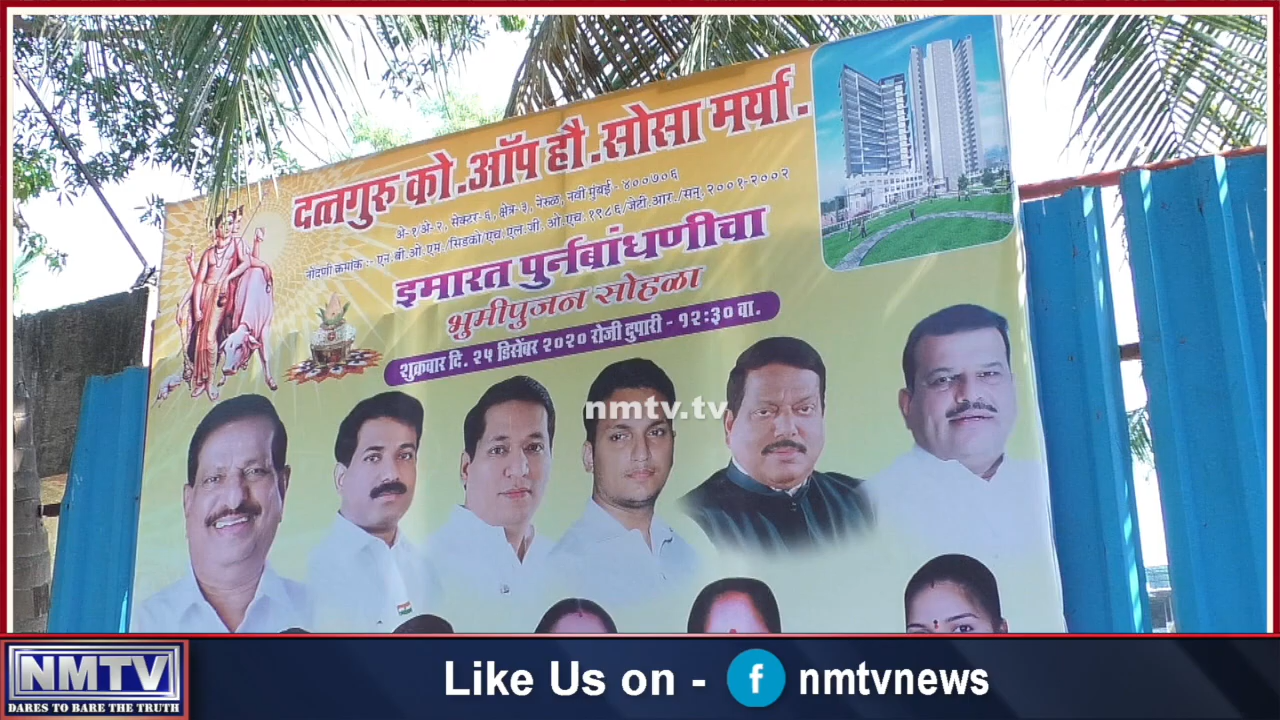 दत्तगुरु को.ऑप हौ.सोसा मर्या.
अे-१ अे-२, सेक्टर-६, क्षेत्र-३, नेरुळ, नवी मुंबई - ४००७०६
नोंदणी क्रमांक :- एन.बी.ओ.एम./सिडको/एच.एल.जी.ओ.एच.१९८६/जेटी.आर./सन्.२००१-२००२
इमारत पुर्नबांधणीचा
भुमीपुजन सोहळा
शुक्रवार दि. २५ डिसेंबर २०२० रोजी दुपारी - १२:३० वा.
nmtv.tv
NMTV
DARES TO BARE THE TRUTH
Like Us on - f nmtvnews